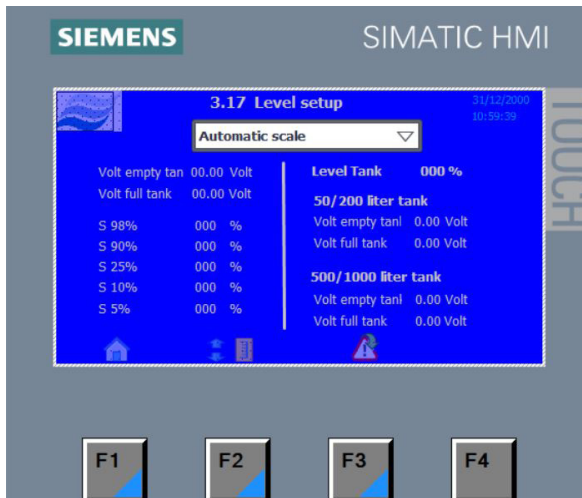 SIEMENS
SIMATIC HMI
TOUCH
3.17 Level setup
31/12/2000
10:59:39
Automatic scale
Volt empty tan 00.00 Volt
Volt full tank 00.00 Volt
S 98% 000 %
S 90% 000 %
S 25% 000 %
S 10% 000 %
S 5% 000 %
Level Tank 000 %
50/200 liter tank
Volt empty tanl 0.00 Volt
Volt full tank 0.00 Volt
500/1000 liter tank
Volt empty tanl 0.00 Volt
Volt full tank 0.00 Volt
F1
F2
F3
F4